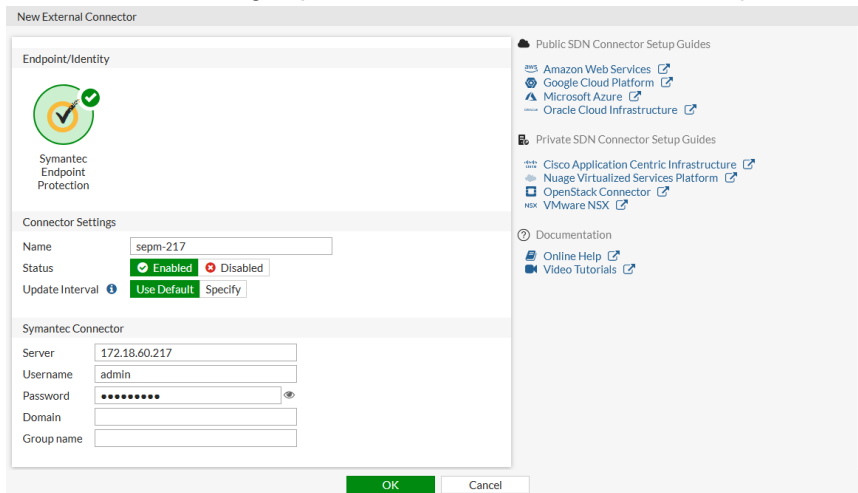 New External Connector
Endpoint/Identity
Symantec
Endpoint
Protection
Connector Settings
Name sepm-217
Status Enabled Disabled
Update Interval Use Default Specify
Symantec Connector
Server 172.18.60.217
Username admin
Password •••••••••
Domain
Group name
OK Cancel
Public SDN Connector Setup Guides
aws Amazon Web Services
Google Cloud Platform
Microsoft Azure
Oracle Cloud Infrastructure
Private SDN Connector Setup Guides
Cisco Application Centric Infrastructure
Nuage Virtualized Services Platform
OpenStack Connector
NSX VMware NSX
Documentation
Online Help
Video Tutorials